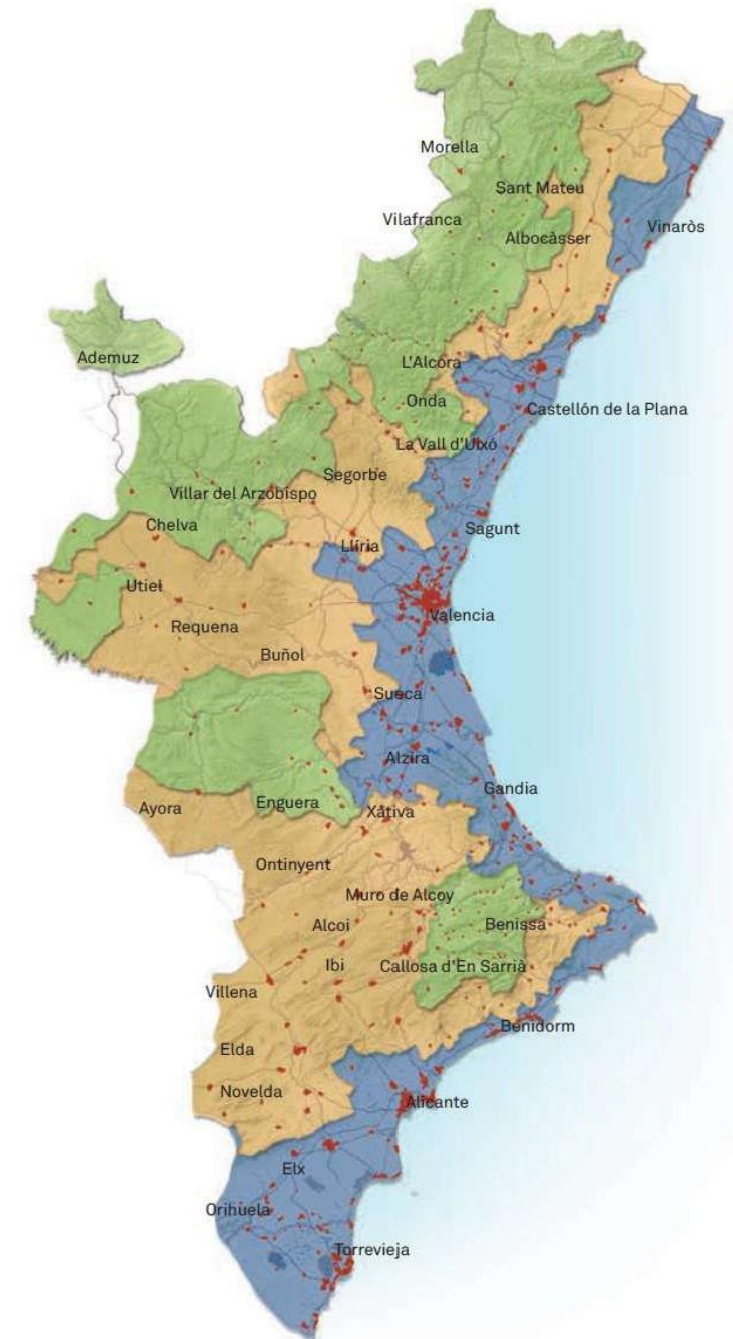 Morella
Sant Mateu
Vilafranca
Albocàsser
Vinaròs
Ademuz
L'Alcora
Onda
Castellón de la Plana
La Vall d'Uixó
Segorbe
Villar del Arzobispo
Chelva
Sagunt
Llíria
Utiel
Valencia
Requena
Buñol
Sueca
Alzira
Gandia
Ayora
Enguera
Xàtiva
Ontinyent
Muro de Alcoy
Alcoi
Benissa
Ibi
Callosa d'En Sarrià
Villena
Benidorm
Elda
Novelda
Alicante
Elx
Orihuela
Torrevieja